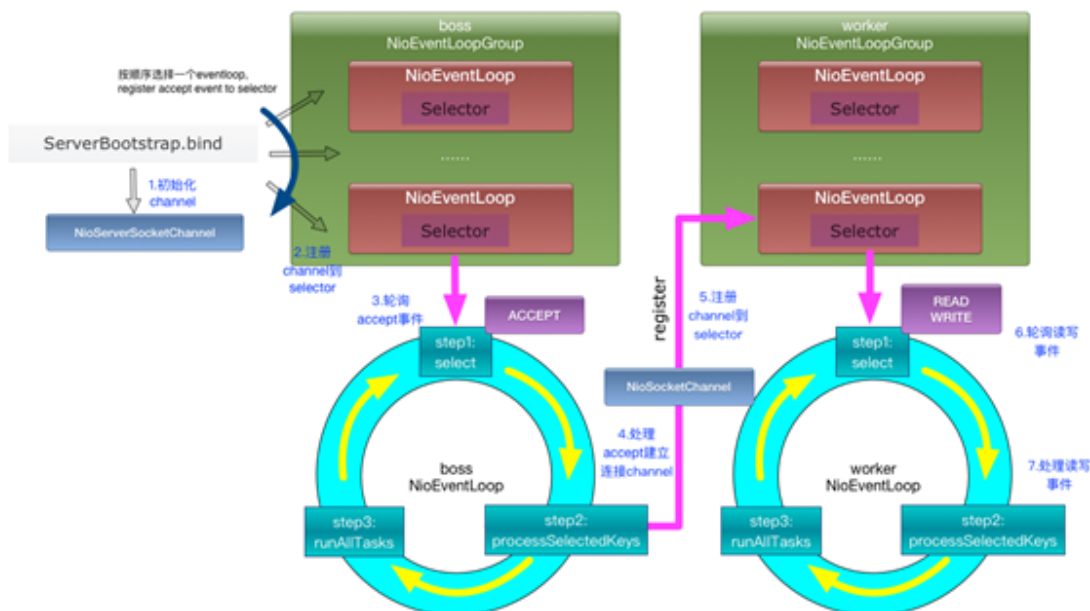 boss
NioEventLoopGroup
NioEventLoop
Selector
......
NioEventLoop
Selector
worker
NioEventLoopGroup
NioEventLoop
Selector
......
NioEventLoop
Selector
按顺序选择一个eventloop,
register accept event to selector
ServerBootstrap.bind
1.初始化
channel
NioServerSocketChannel
2.注册
channel到
selector
3.轮询
accept事件
ACCEPT
step1:
select
boss
NioEventLoop
step2:
processSelectedKeys
step3:
runAllTasks
4.处理
accept建立
连接channel
register
NioSocketChannel
5.注册
channel到
selector
READ
WRITE
6.轮询读写
事件
step1:
select
worker
NioEventLoop
7.处理读写
事件
step2:
processSelectedKeys
step3:
runAllTasks